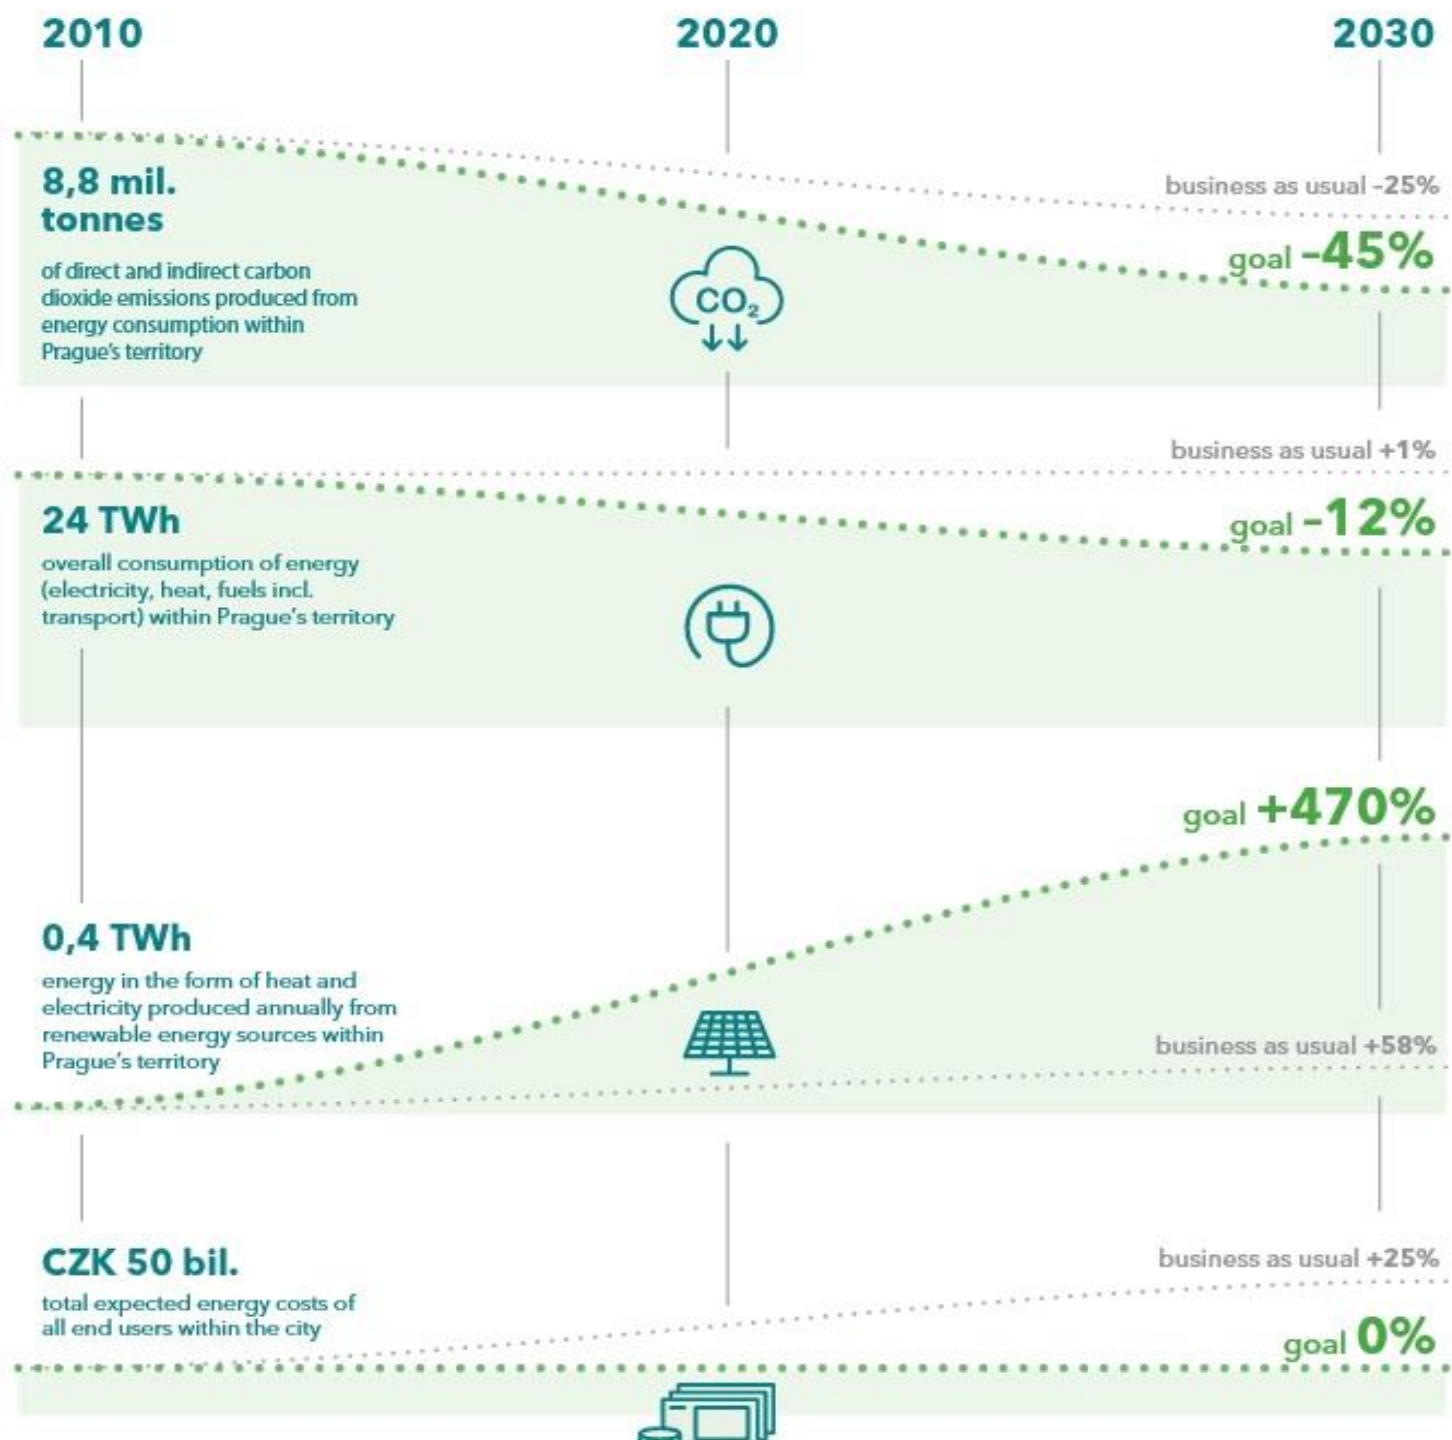 2010
2020
2030
8,8 mil.
tonnes
of direct and indirect carbon
dioxide emissions produced from
energy consumption within
Prague's territory
CO₂
business as usual -25%
goal -45%
24 TWh
overall consumption of energy
(electricity, heat, fuels incl.
transport) within Prague's territory
business as usual +1%
goal -12%
goal +470%
0,4 TWh
energy in the form of heat and
electricity produced annually from
renewable energy sources within
Prague's territory
business as usual +58%
CZK 50 bil.
total expected energy costs of
all end users within the city
business as usual +25%
goal 0%